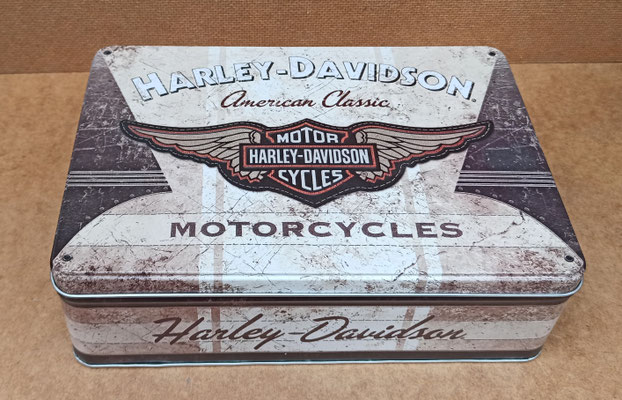 HARLEY-DAVIDSON
American Classic
MOTOR
HARLEY-DAVIDSON
CYCLES
MOTORCYCLES
Harley-Davidson